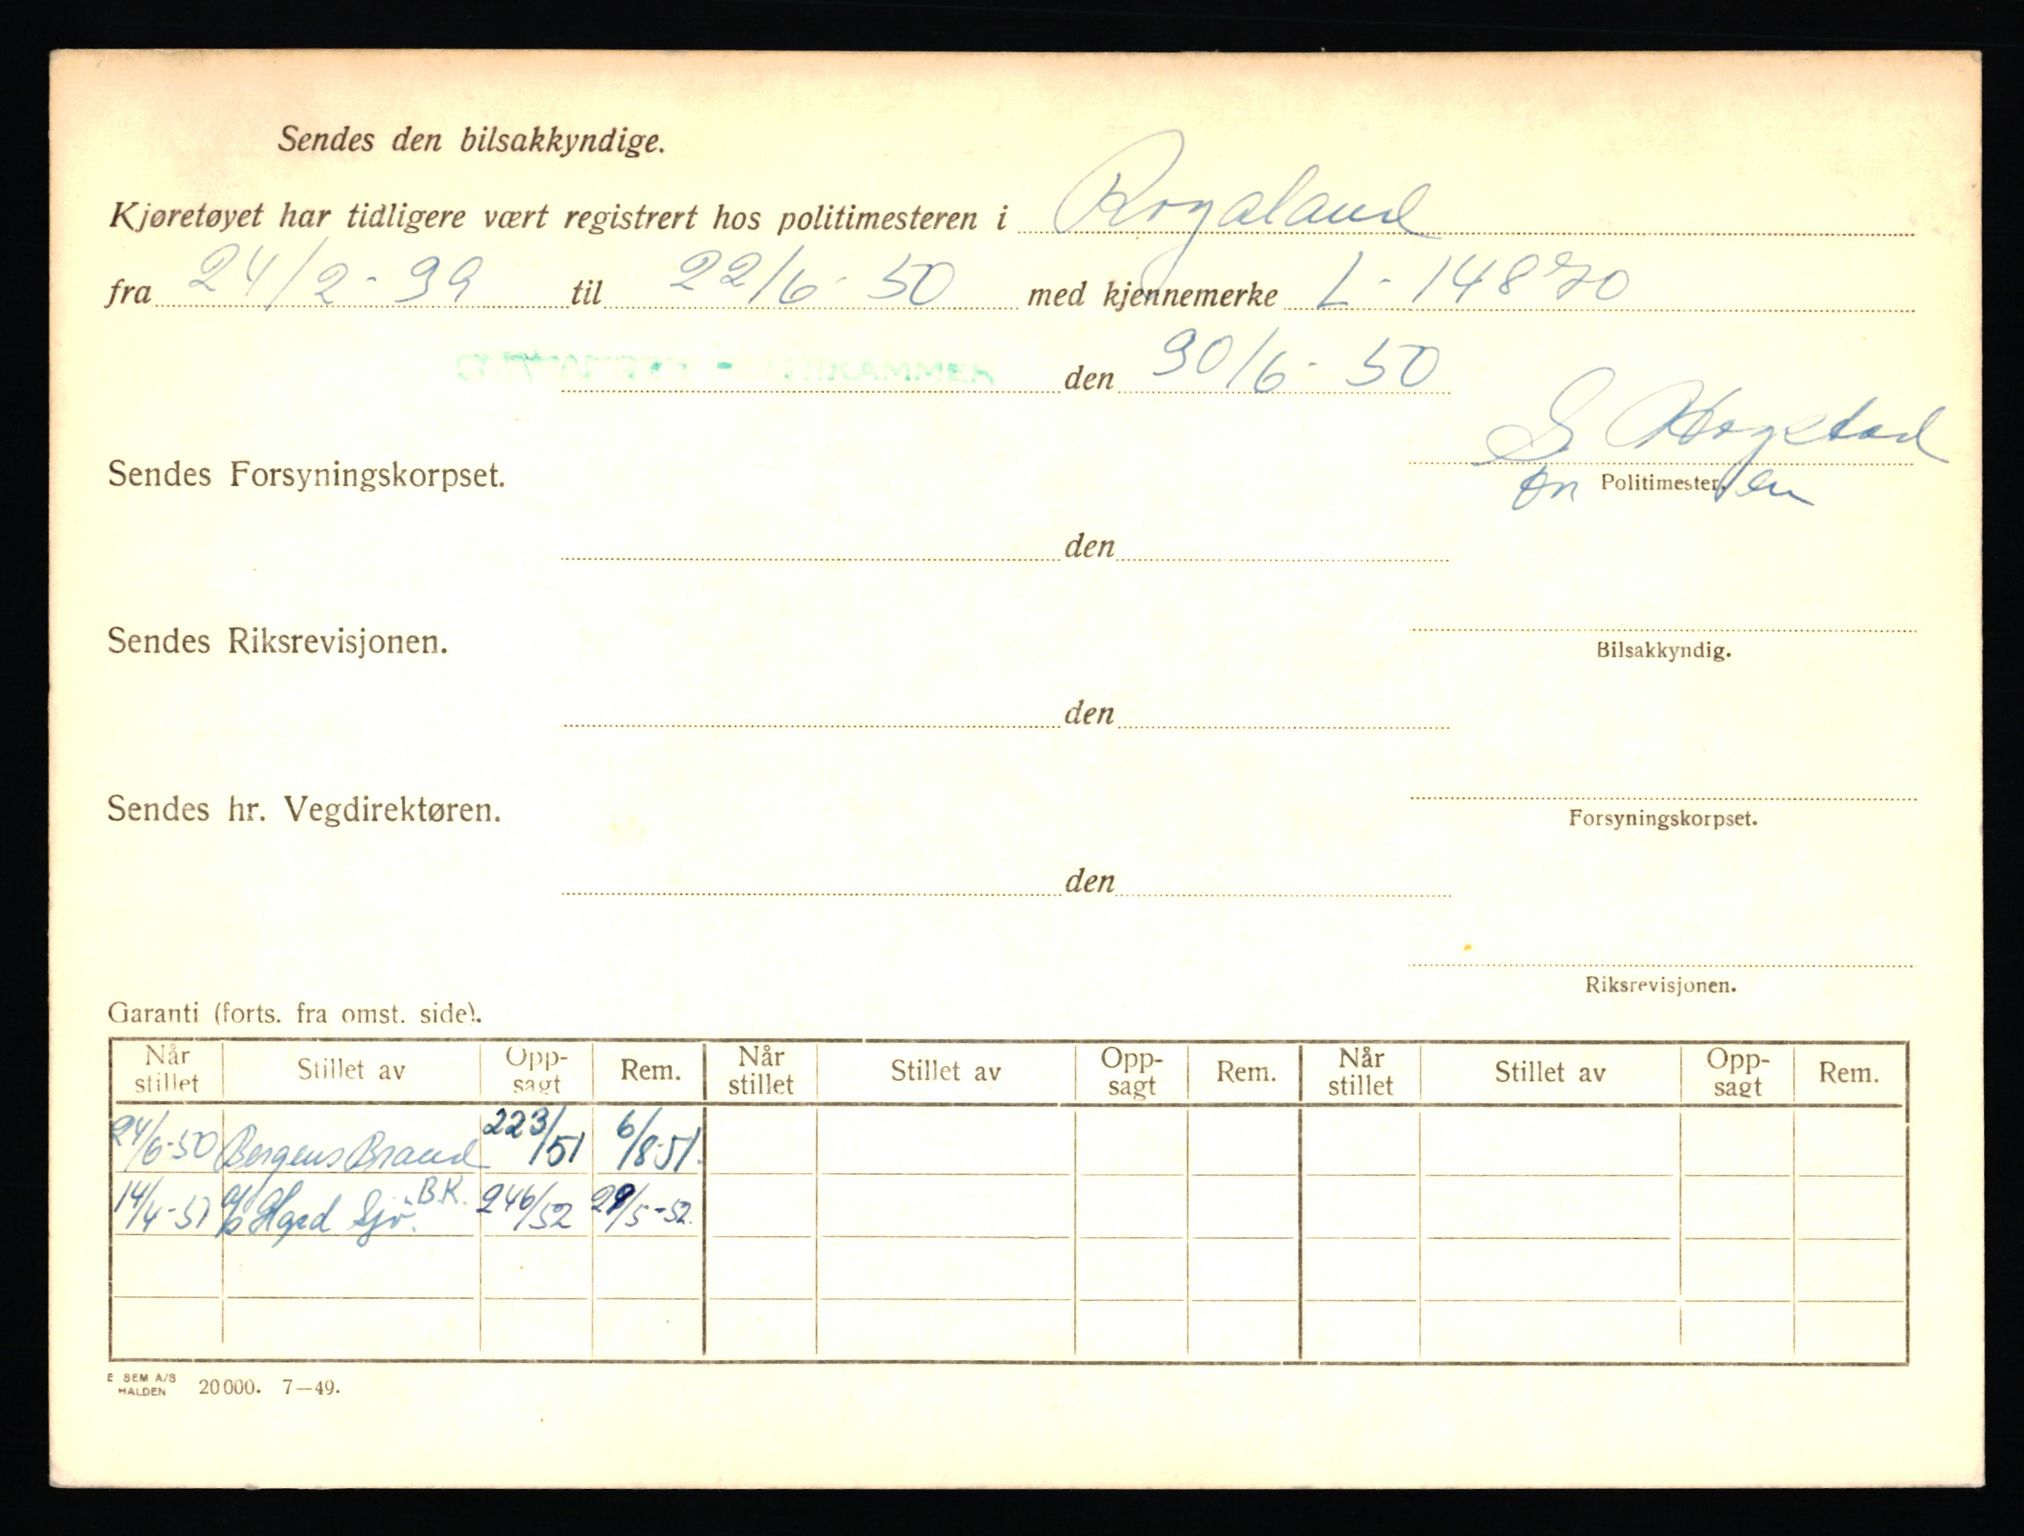 Sendes den bilsakkyndige.
Kjøretøyet har tidligere vært registrert hos politimesteren i Rogaland
fra 24/2-39 til 22/6-50 med kjennemerke L-14870
den 30/6-50
Sendes Forsyningskorpset.
Politimester.
den
Sendes Riksrevisjonen.
Bilsakkyndig.
den
Sendes hr. Vegdirektøren.
Forsyningskorpset.
den
Riksrevisjonen.
Garanti (forts. fra omst. side).
Når stillet Stillet av Opp-sagt Rem. Når stillet Stillet av Opp-sagt Rem. Når stillet Stillet av Opp-sagt Rem.
24/6-50 Bergens Brand 223/51 6/8-51.
14/4-51 Sjø. B.K. 246/52 29/5-52.
E SEM A/S
HALDEN 20000. 7—49.